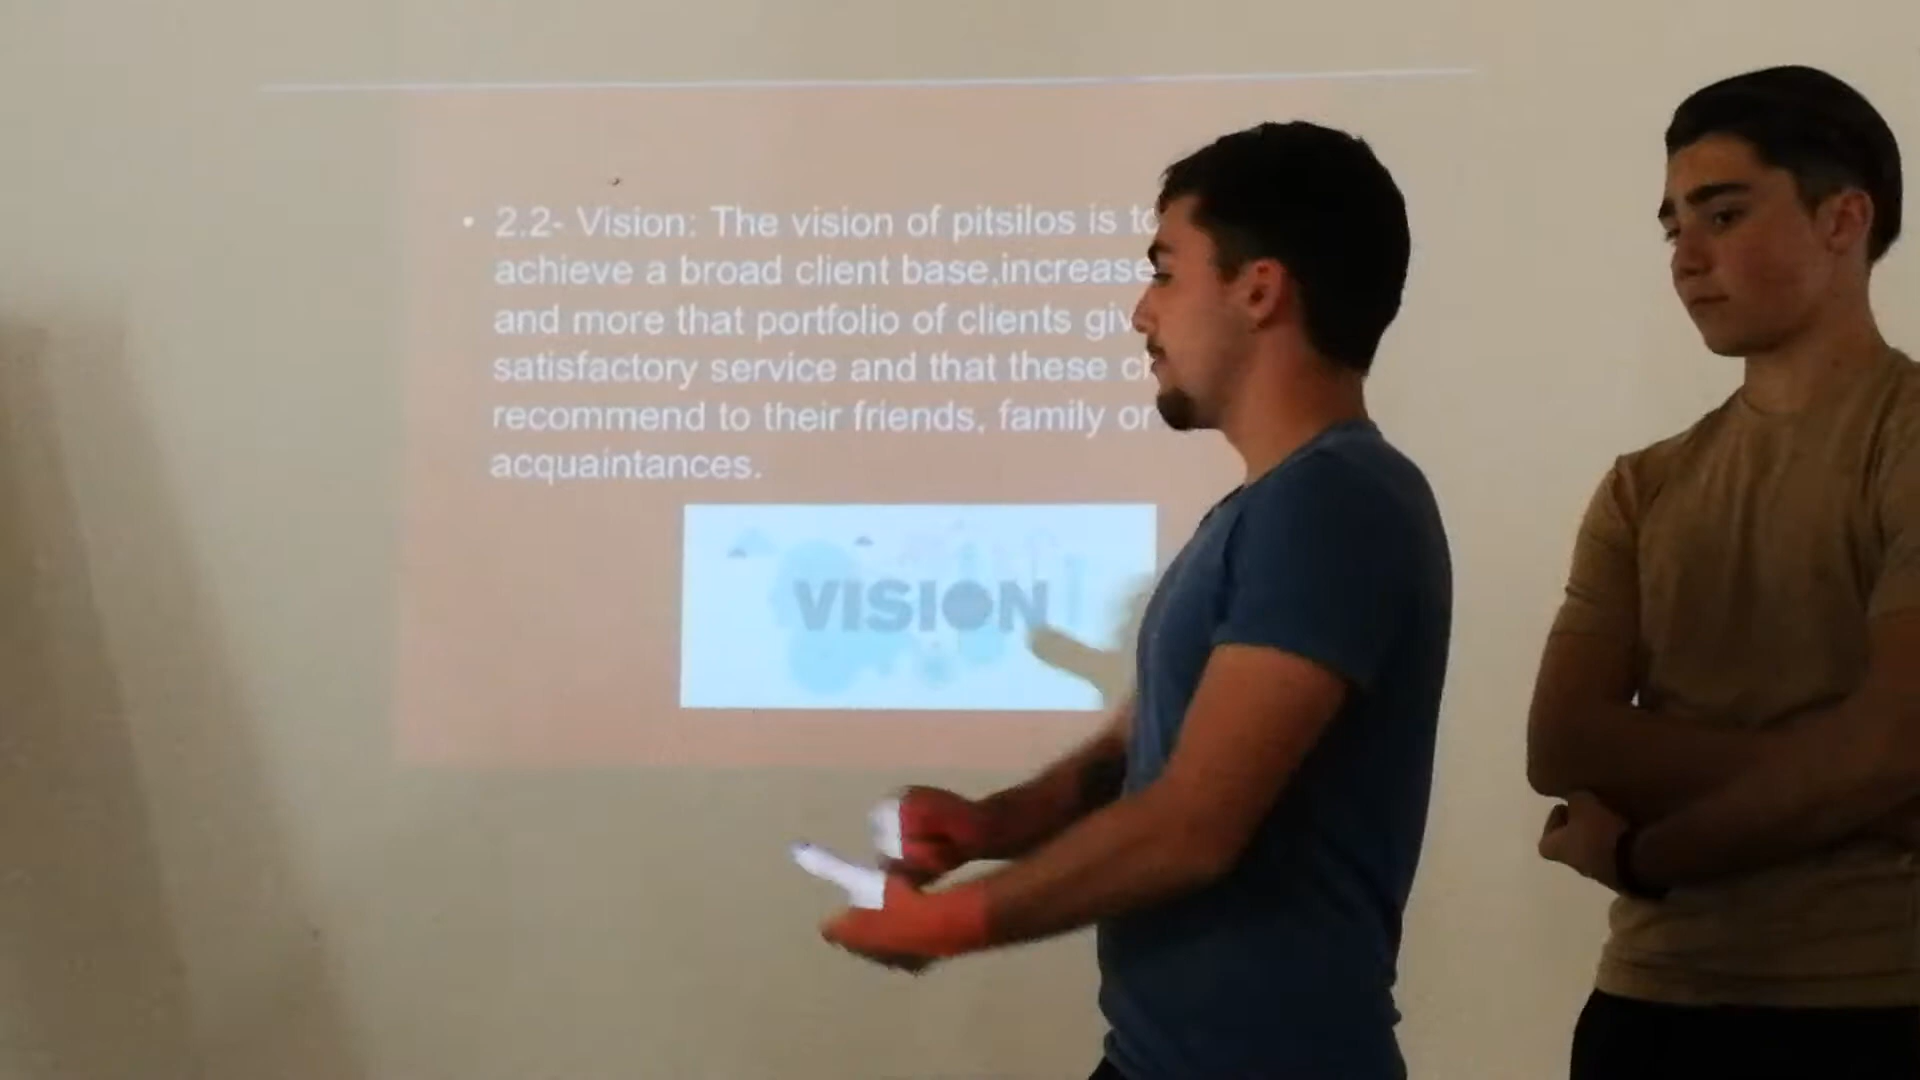 • 2.2- Vision: The vision of pitsilos is to
achieve a broad client base,increase
and more that portfolio of clients
satisfactory service and that these
recommend to their friends, family or
acquaintances.
VISION